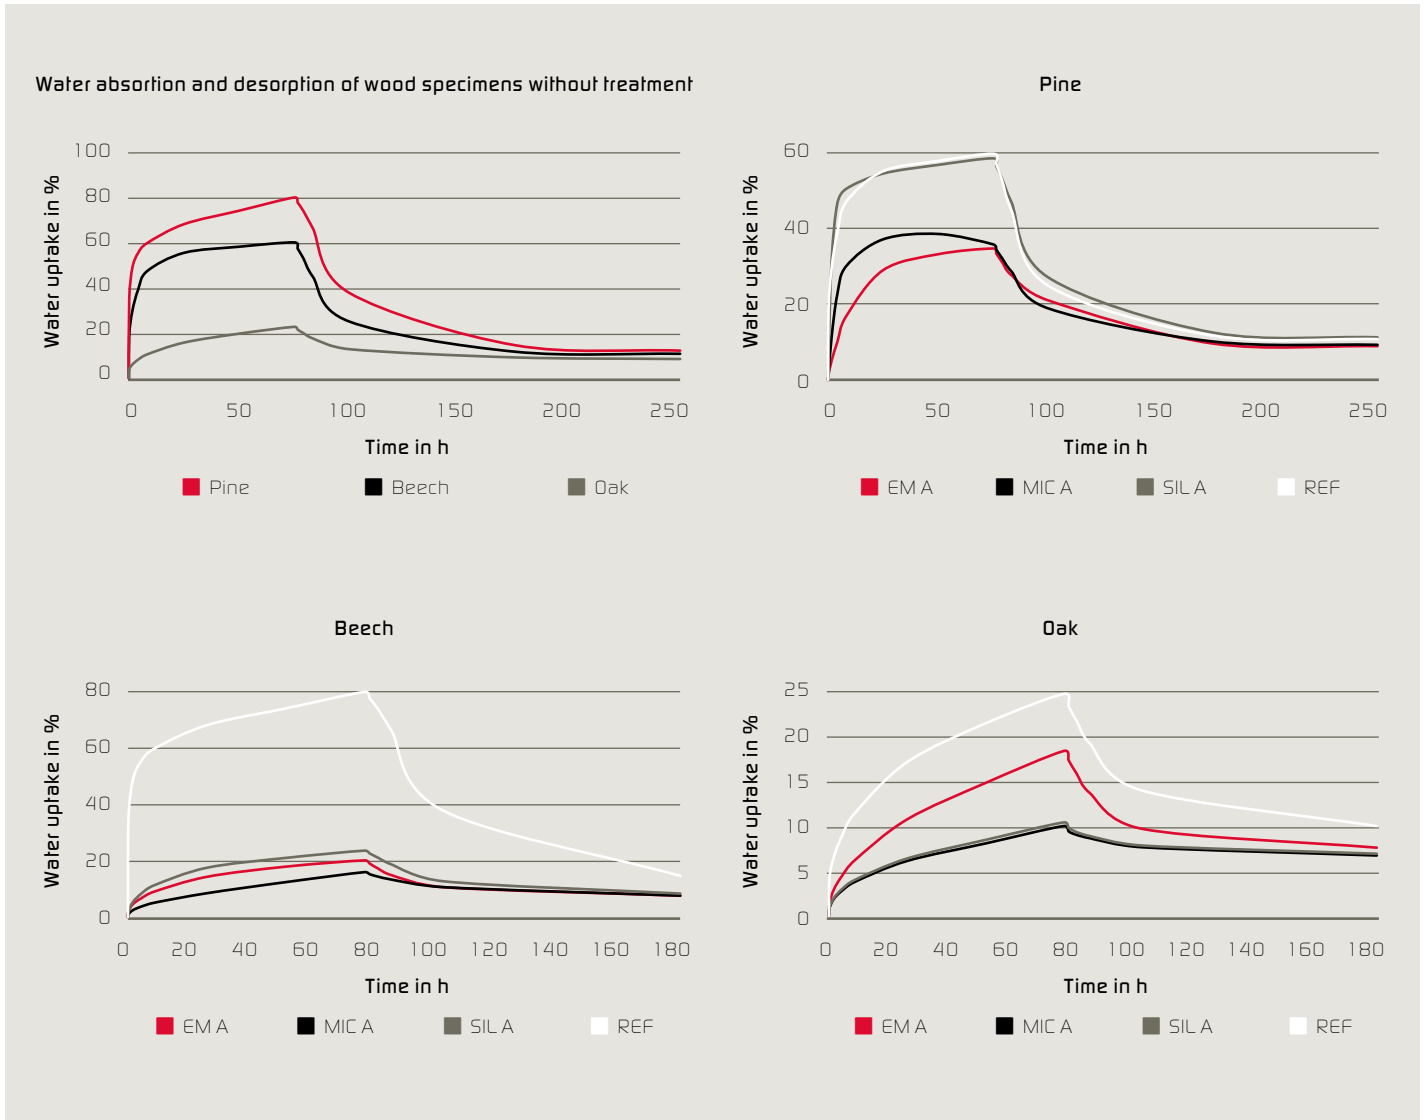 Water absortion and desorption of wood specimens without treatment
Water uptake in %
100
80
60
40
20
0
0 50 100 150 200 250
Time in h
Pine Beech Oak
Pine
Water uptake in %
60
40
20
0
0 50 100 150 200 250
Time in h
EM A MIC A SIL A REF
Beech
Water uptake in %
80
60
40
20
0
0 20 40 60 80 100 120 140 160 180
Time in h
EM A MIC A SIL A REF
Oak
Water uptake in %
25
20
15
10
5
0
0 20 40 60 80 100 120 140 160 180
Time in h
EM A MIC A SIL A REF